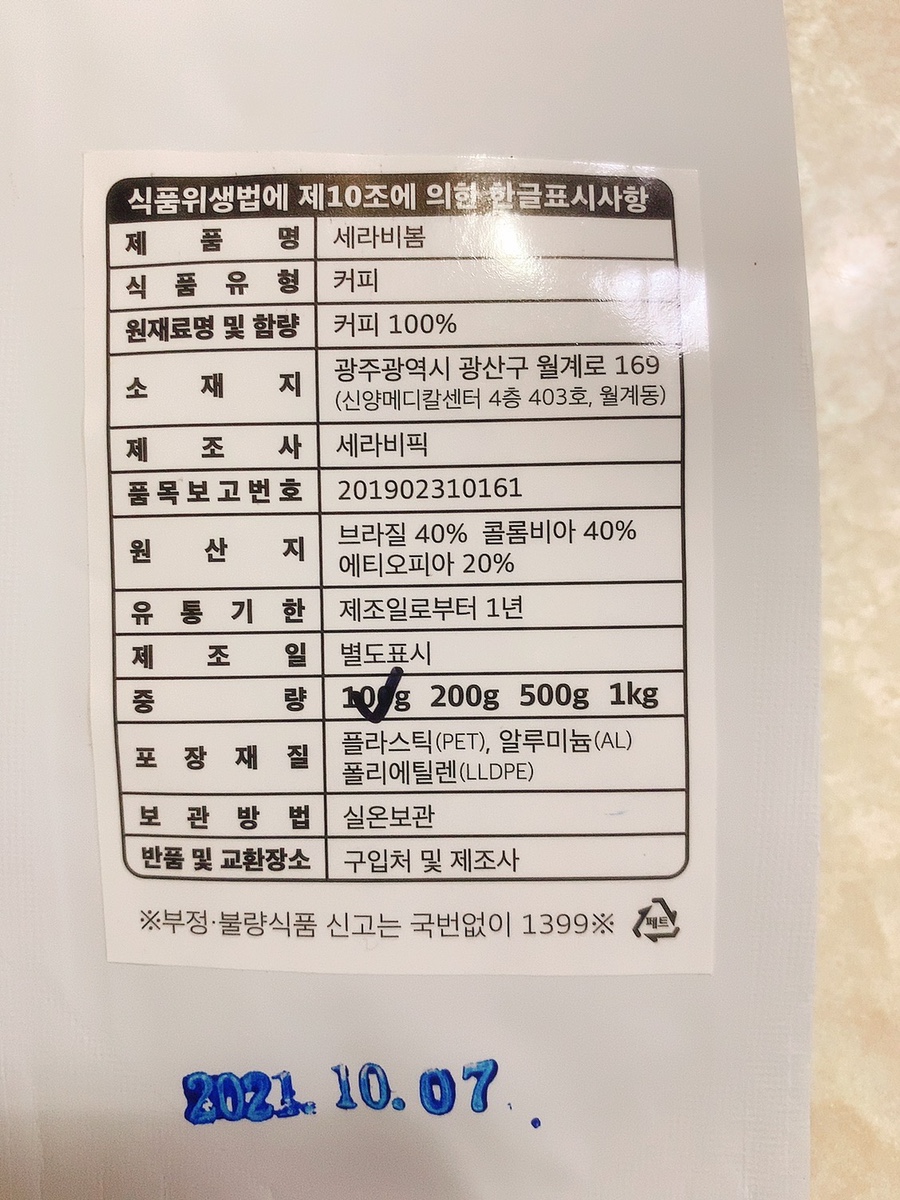 식품위생법에 제10조에 의한 한글표시사항
제품명 세라비봄
식품유형 커피
원재료명 및 함량 커피 100%
소재지 광주광역시 광산구 월계로 169
(신양메디칼센터 4층 403호, 월계동)
제조사 세라비픽
품목보고번호 201902310161
원산지 브라질 40% 콜롬비아 40%
에티오피아 20%
유통기한 제조일로부터 1년
제조일 별도표시
중량 100g 200g 500g 1kg
포장재질 플라스틱(PET), 알루미늄(AL)
폴리에틸렌(LLDPE)
보관방법 실온보관
반품 및 교환장소 구입처 및 제조사
※부정·불량식품 신고는 국번없이 1399※ 페트
2021.10.07.